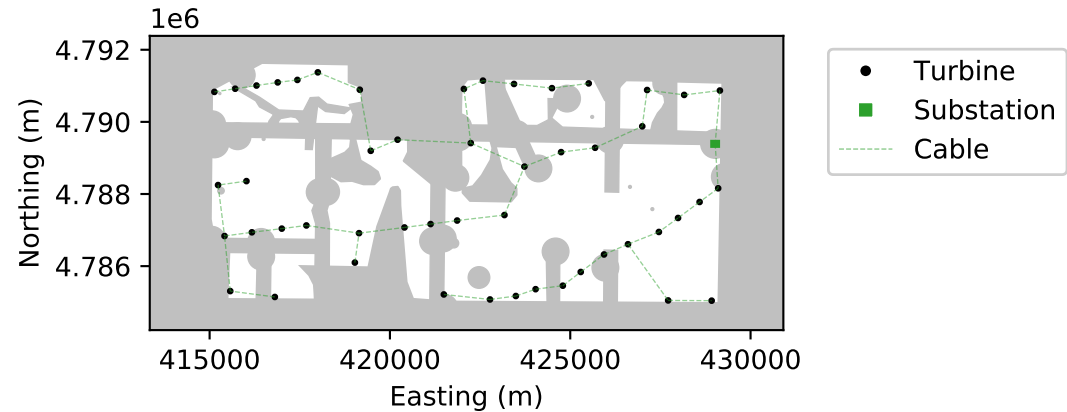 1e6
4.792
4.790
4.788
4.786
Northing (m)
415000 420000 425000 430000
Easting (m)
Turbine
Substation
Cable